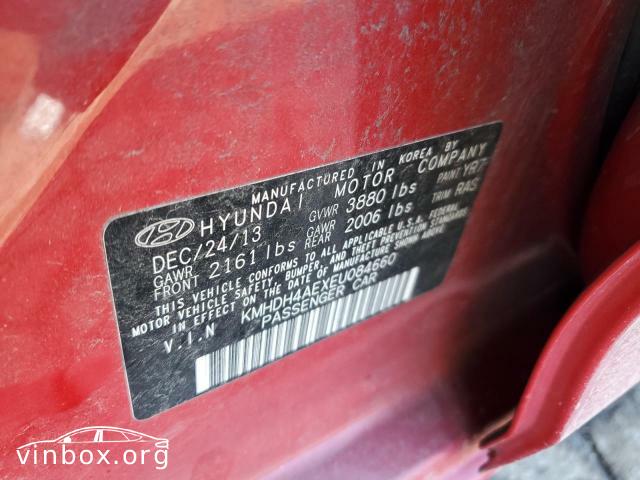 MANUFACTURED IN KOREA BY
HYUNDAI MOTOR COMPANY
DEC/24/13 GVWR 3880 lbs PAINT YR7
GAWR FRONT 2161 lbs GAWR REAR 2006 lbs TRIM RAS
THIS VEHICLE CONFORMS TO ALL APPLICABLE U.S.A. FEDERAL
MOTOR VEHICLE SAFETY, BUMPER, AND THEFT PREVENTION STANDARDS
IN EFFECT ON THE DATE OF MANUFACTURE SHOWN ABOVE.
V.I.N KMHDH4AEXEU084660
PASSENGER CAR
vinbox.org